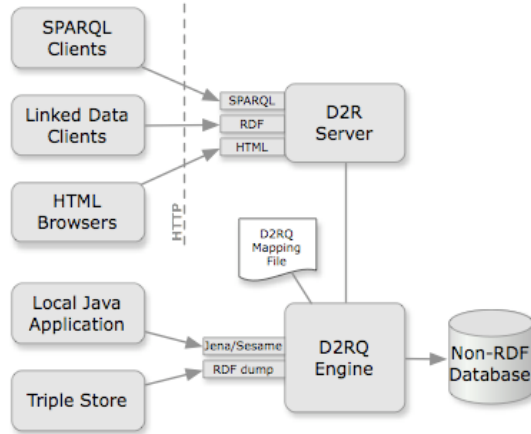 SPARQL
Clients
Linked Data
Clients
HTML
Browsers
HTTP
SPARQL
RDF
HTML
D2R
Server
D2RQ
Mapping
File
Local Java
Application
Triple Store
Jena/Sesame
RDF dump
D2RQ
Engine
Non-RDF
Database